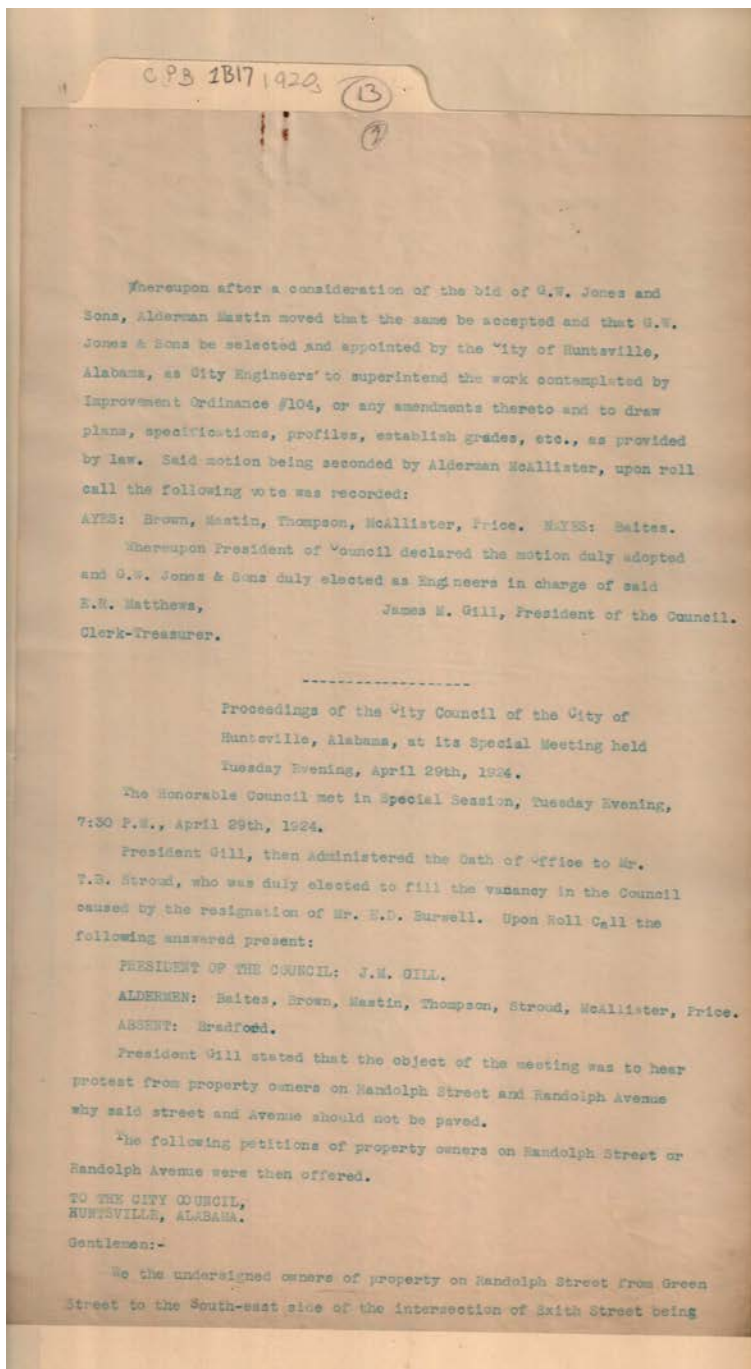 CPB 1B17 1920s 13
2
Whereupon after a consideration of the bid of G.W. Jones and
Sons, Alderman Mastin moved that the same be accepted and that G.W.
Jones & Sons be selected and appointed by the City of Huntsville,
Alabama, as City Engineers' to superintend the work contemplated by
Improvement Ordinance #104, or any amendments thereto and to draw
plans, specifications, profiles, establish grades, etc., as provided
by law. Said motion being seconded by Alderman McAllister, upon roll
call the following vote was recorded:
AYES: Brown, Mastin, Thompson, McAllister, Price. NAYES: Baites.
Whereupon President of Council declared the motion duly adopted
and G.W. Jones & Sons duly elected as Engineers in charge of said
E.R. Matthews, James M. Gill, President of the Council.
Clerk-Treasurer.
-------------------
Proceedings of the City Council of the City of
Huntsville, Alabama, at its Special Meeting held
Tuesday Evening, April 29th, 1924.
The Honorable Council met in Special Session, Tuesday Evening,
7:30 P.M., April 29th, 1924.
President Gill, then Administered the Oath of Office to Mr.
T.B. Stroud, who was duly elected to fill the vacancy in the Council
caused by the resignation of Mr. E.D. Burwell. Upon Roll Call the
following answered present:
PRESIDENT OF THE COUNCIL: J.M. GILL.
ALDERMEN: Baites, Brown, Mastin, Thompson, Stroud, McAllister, Price.
ABSENT: Bradford.
President Gill stated that the object of the meeting was to hear
protest from property owners on Randolph Street and Randolph Avenue
why said street and Avenue should not be paved.
The following petitions of property owners on Randolph Street or
Randolph Avenue were then offered.
TO THE CITY COUNCIL,
HUNTSVILLE, ALABAMA.
Gentlemen:-
We the undersigned owners of property on Randolph Street from Green
Street to the South-east side of the intersection of Exith Street being